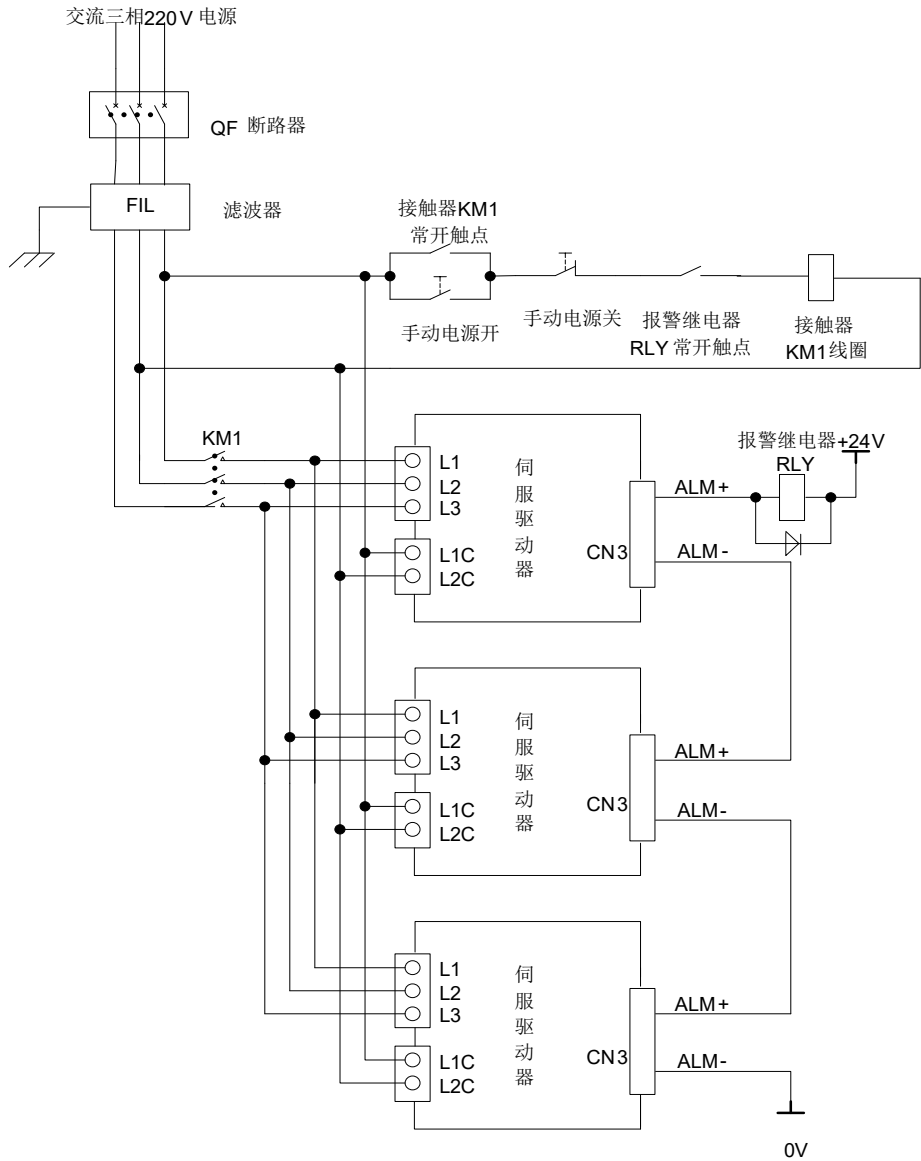 交流三相220V 电源
QF 断路器
FIL
滤波器
接触器KM1
常开触点
手动电源开
手动电源关
报警继电器
RLY 常开触点
接触器
KM1线圈
KM1
L1
L2
L3
L1C
L2C
伺服驱动器
CN3
ALM+
ALM-
报警继电器+24V
RLY
L1
L2
L3
L1C
L2C
伺服驱动器
CN3
ALM+
ALM-
L1
L2
L3
L1C
L2C
伺服驱动器
CN3
ALM+
ALM-
0V